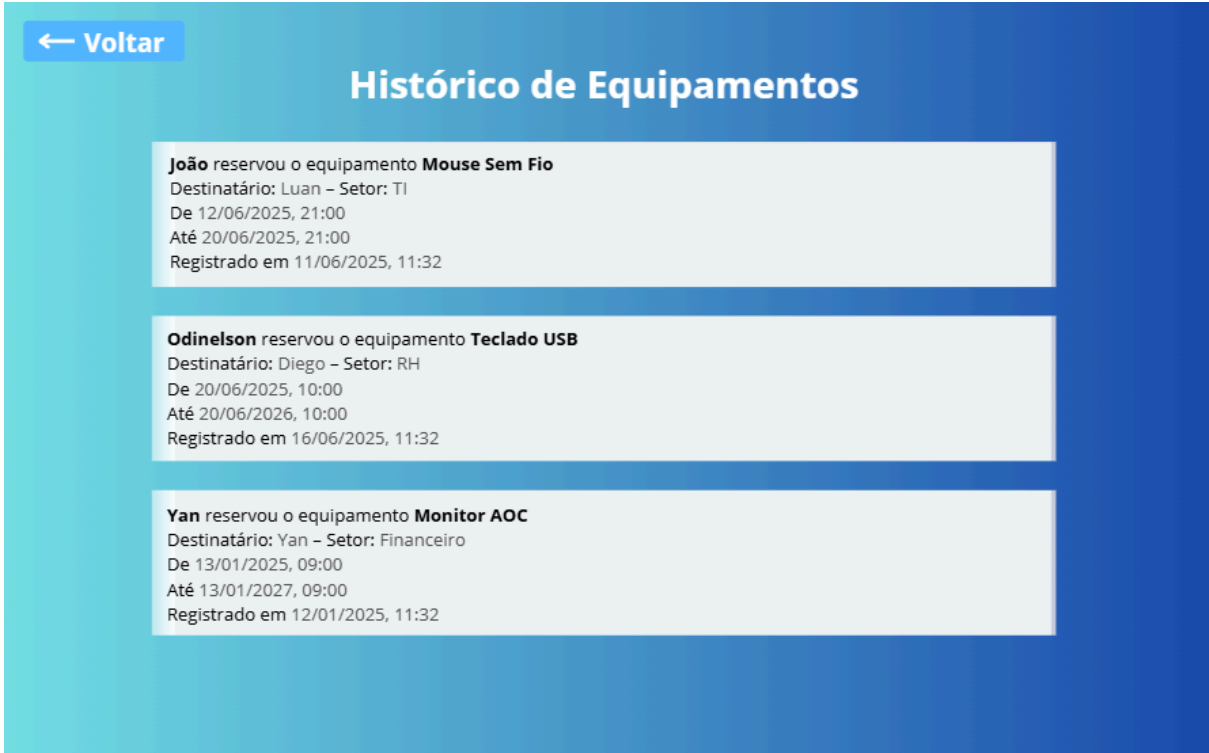 ← Voltar
Histórico de Equipamentos
João reservou o equipamento Mouse Sem Fio
Destinatário: Luan – Setor: TI
De 12/06/2025, 21:00
Até 20/06/2025, 21:00
Registrado em 11/06/2025, 11:32
Odinelson reservou o equipamento Teclado USB
Destinatário: Diego – Setor: RH
De 20/06/2025, 10:00
Até 20/06/2026, 10:00
Registrado em 16/06/2025, 11:32
Yan reservou o equipamento Monitor AOC
Destinatário: Yan – Setor: Financeiro
De 13/01/2025, 09:00
Até 13/01/2027, 09:00
Registrado em 12/01/2025, 11:32